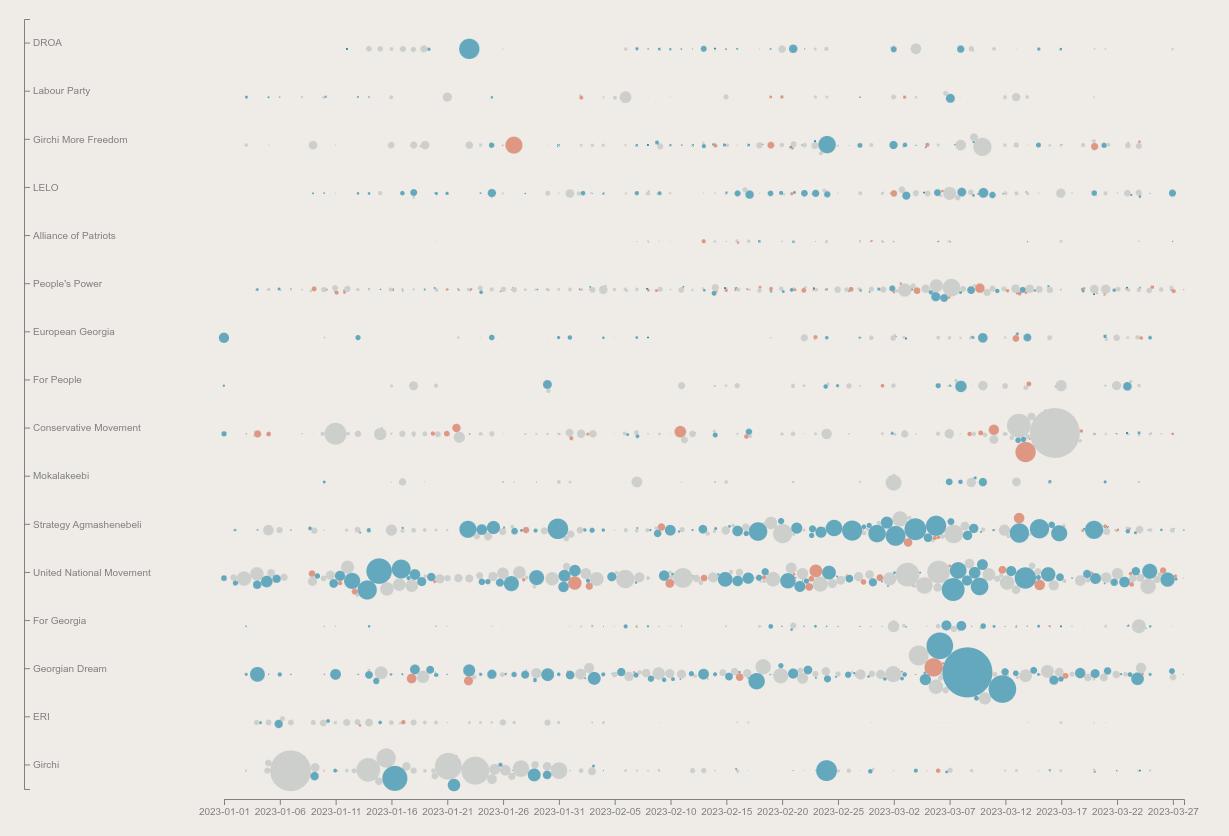 DROA
Labour Party
Girchi More Freedom
LELO
Alliance of Patriots
People's Power
European Georgia
For People
Conservative Movement
Mokalakeebi
Strategy Agmashenebeli
United National Movement
For Georgia
Georgian Dream
ERI
Girchi
2023-01-01 2023-01-06 2023-01-11 2023-01-16 2023-01-21 2023-01-26 2023-01-31 2023-02-05 2023-02-10 2023-02-15 2023-02-20 2023-02-25 2023-03-02 2023-03-07 2023-03-12 2023-03-17 2023-03-22 2023-03-27